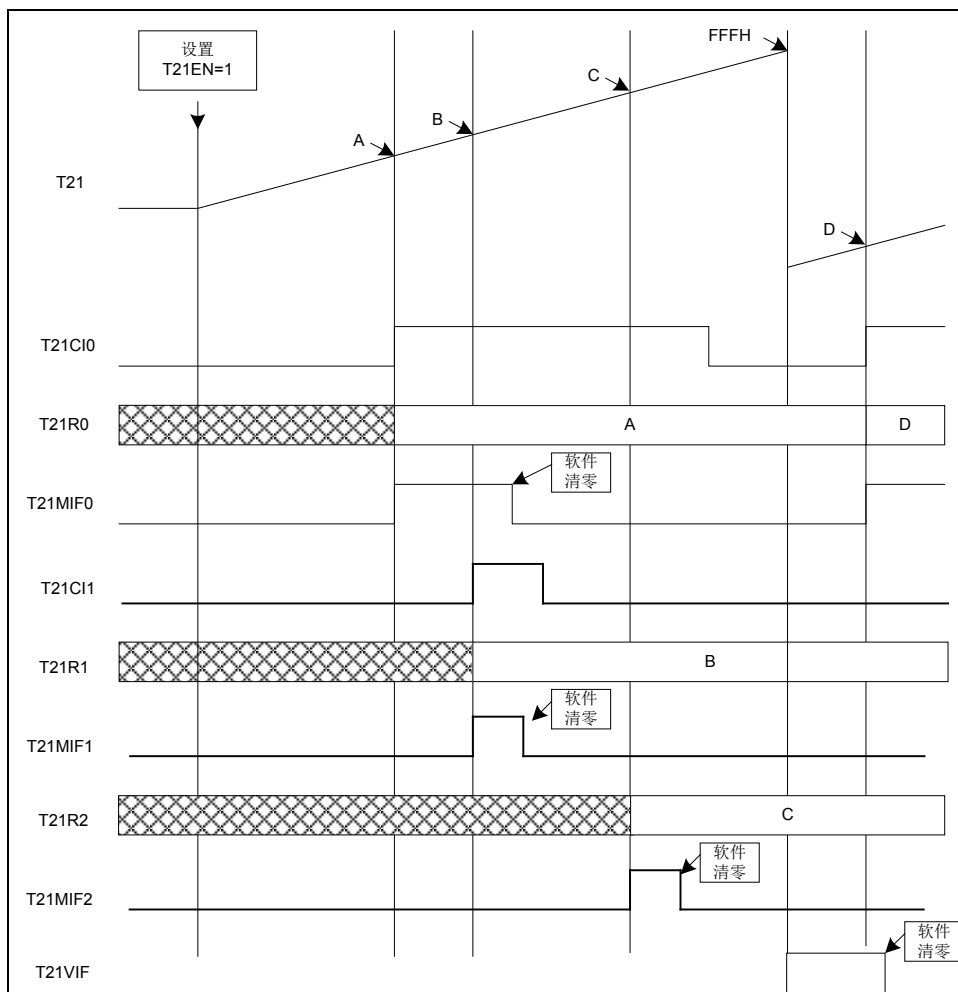 设置
T21EN=1
FFFH
C
B
A
T21
D
T21CI0
T21R0
A
D
软件
清零
T21MIF0
T21CI1
T21R1
B
软件
清零
T21MIF1
T21R2
C
软件
清零
T21MIF2
软件
清零
T21VIF